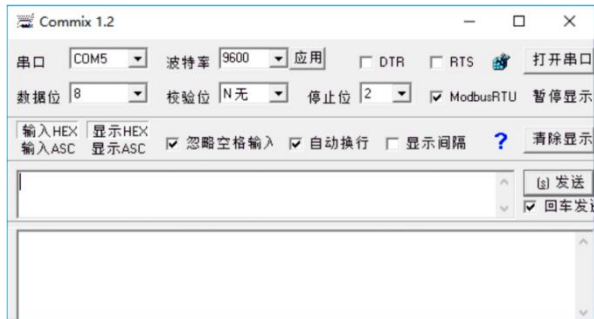 Commix 1.2
串口 COM5 波特率 9600 应用 DTR RTS 打开串口
数据位 8 校验位 N无 停止位 2 ModbusRTU 暂停显示
输入HEX 显示HEX
输入ASC 显示ASC 忽略空格输入 自动换行 显示间隔 ? 清除显示
发送
回车发送